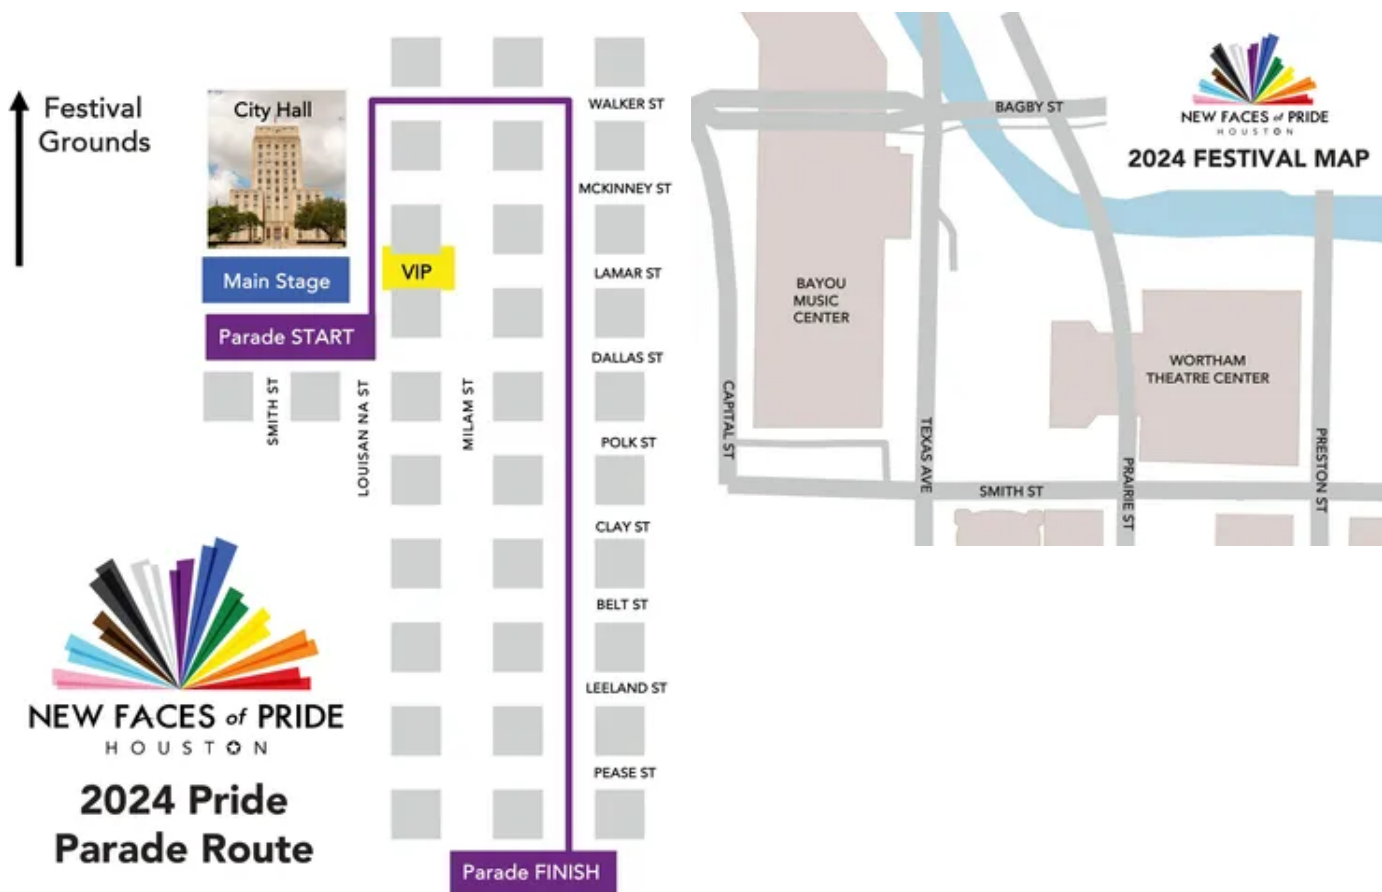 Festival
Grounds
City Hall
Main Stage
Parade START
VIP
WALKER ST
MCKINNEY ST
LAMAR ST
DALLAS ST
POLK ST
CLAY ST
BELT ST
LEELAND ST
PEASE ST
SMITH ST
LOUISAN NA ST
MILAM ST
Parade FINISH
NEW FACES of PRIDE
HOUSTON
2024 Pride
Parade Route
NEW FACES of PRIDE
HOUSTON
2024 FESTIVAL MAP
BAGBY ST
BAYOU
MUSIC
CENTER
WORTHAM
THEATRE CENTER
CAPITAL ST
TEXAS AVE
PRAIRIE ST
PRESTON ST
SMITH ST